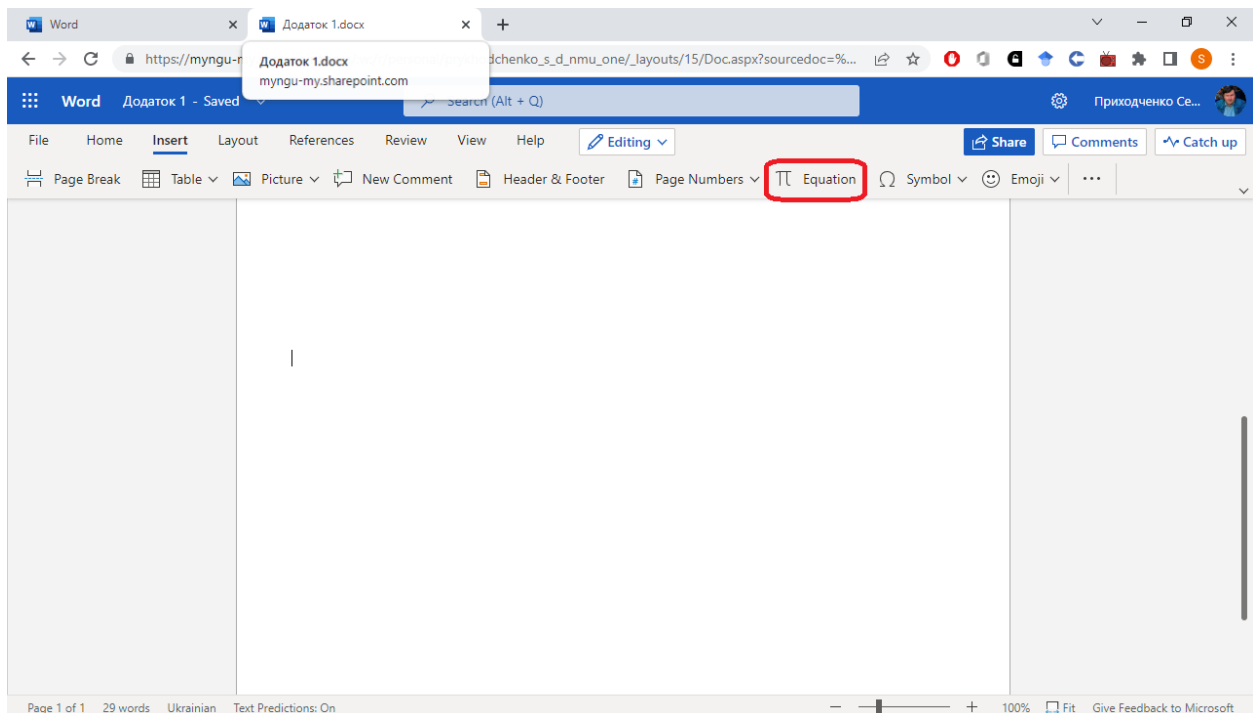 Word
Додаток 1.docx
https://myngu-
Додаток 1.docx
dchenko_s_d_nmu_one/_layouts/15/Doc.aspx?sourcedoc=%...
myngu-my.sharepoint.com
Word Додаток 1 - Saved
Search (Alt + Q)
Приходченко Се...
File Home Insert Layout References Review View Help Editing Share Comments Catch up
Page Break Table Picture New Comment Header & Footer Page Numbers Equation Symbol Emoji ...
Page 1 of 1 29 words Ukrainian Text Predictions: On 100% Fit Give Feedback to Microsoft